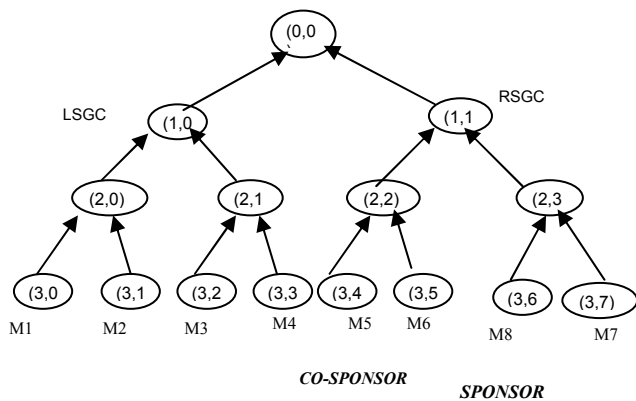 (0,0
LSGC
RSGC
(1,0
(1,1
(2,0)
(2,1
(2,2)
(2,3
(3,0
(3,1
(3,2
(3,3
(3,4
(3,5
(3,6
(3,7)
M1
M2
M3
M4
M5
M6
M8
M7
CO-SPONSOR
SPONSOR